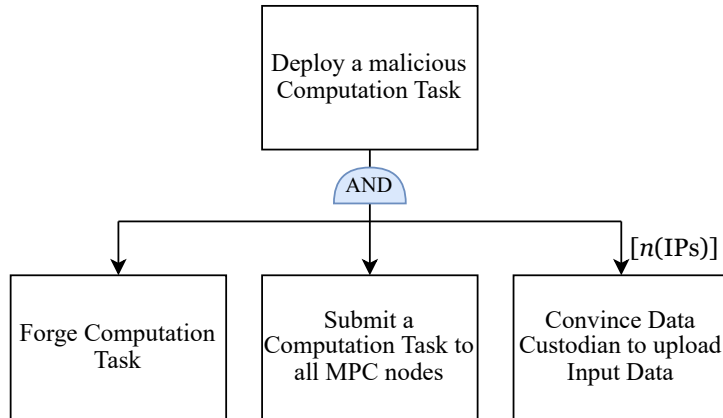 Deploy a malicious
Computation Task
AND
[n(IPs)]
Forge Computation
Task
Submit a
Computation Task to
all MPC nodes
Convince Data
Custodian to upload
Input Data